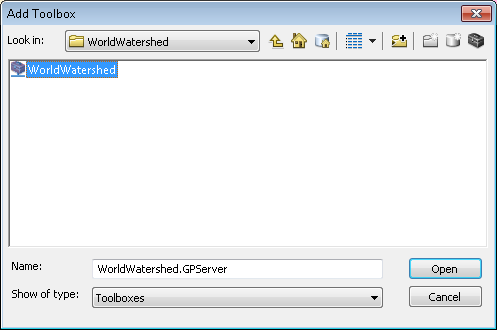 Add Toolbox
Look in: WorldWatershed
WorldWatershed
Name: WorldWatershed.GPServer Open
Show of type: Toolboxes Cancel